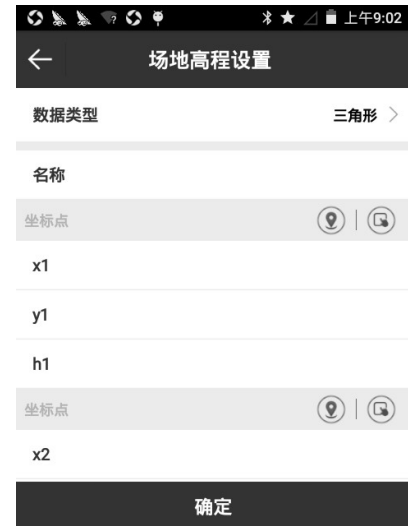 上午9:02
场地高程设置
数据类型 三角形
名称
坐标点
x1
y1
h1
坐标点
x2
确定